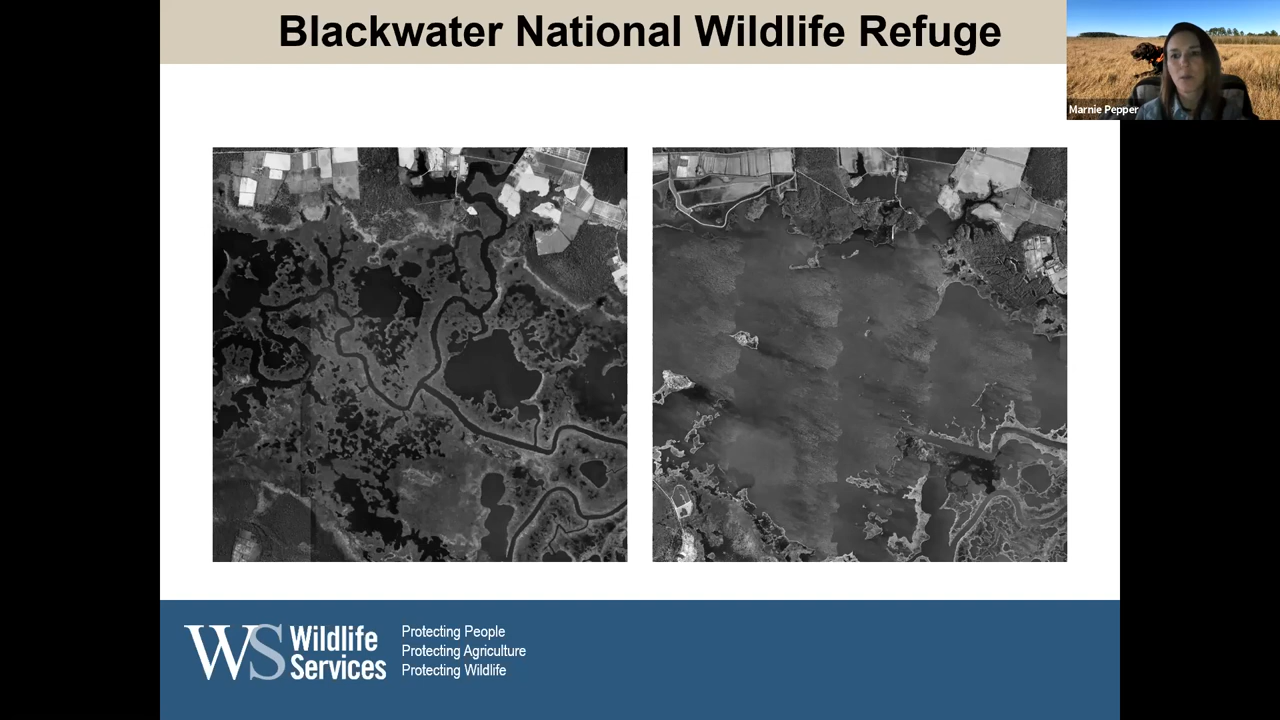 Blackwater National Wildlife Refuge
Marnie Pepper
WS Wildlife Services
Protecting People
Protecting Agriculture
Protecting Wildlife